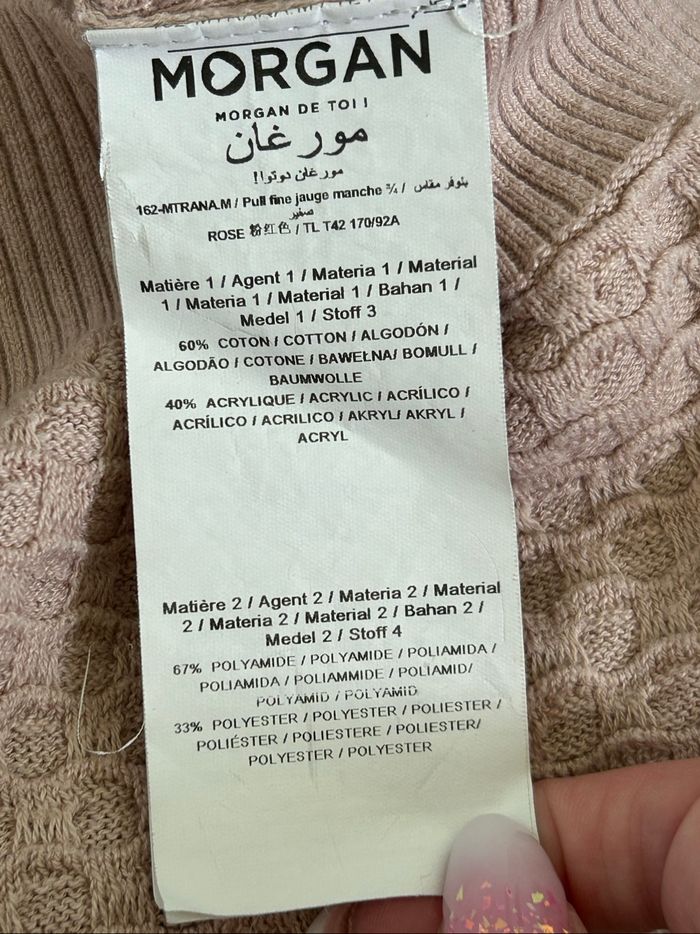 MORGAN
MORGAN DE TOI !
مورغان
مورغان دوتوا!
162-MTRANA.M / Pull fine jauge manche ¾ / بلوفر مقاس
صغير
ROSE 粉红色 / TL T42 170/92A
Matière 1 / Agent 1 / Materia 1 / Material
1 / Materia 1 / Material 1 / Bahan 1 /
Medel 1 / Stoff 3
60% COTON / COTTON / ALGODÓN /
ALGODÃO / COTONE / BAWEŁNA/ BOMULL /
BAUMWOLLE
40% ACRYLIQUE / ACRYLIC / ACRÍLICO /
ACRÍLICO / ACRILICO / AKRYL/ AKRYL /
ACRYL
Matière 2 / Agent 2 / Materia 2 / Material
2 / Materia 2 / Material 2 / Bahan 2 /
Medel 2 / Stoff 4
67% POLYAMIDE / POLYAMIDE / POLIAMIDA /
POLIAMIDA / POLIAMMIDE / POLIAMID/
POLYAMID / POLYAMID
33% POLYESTER / POLYESTER / POLIESTER /
POLIÉSTER / POLIESTERE / POLIESTER/
POLYESTER / POLYESTER